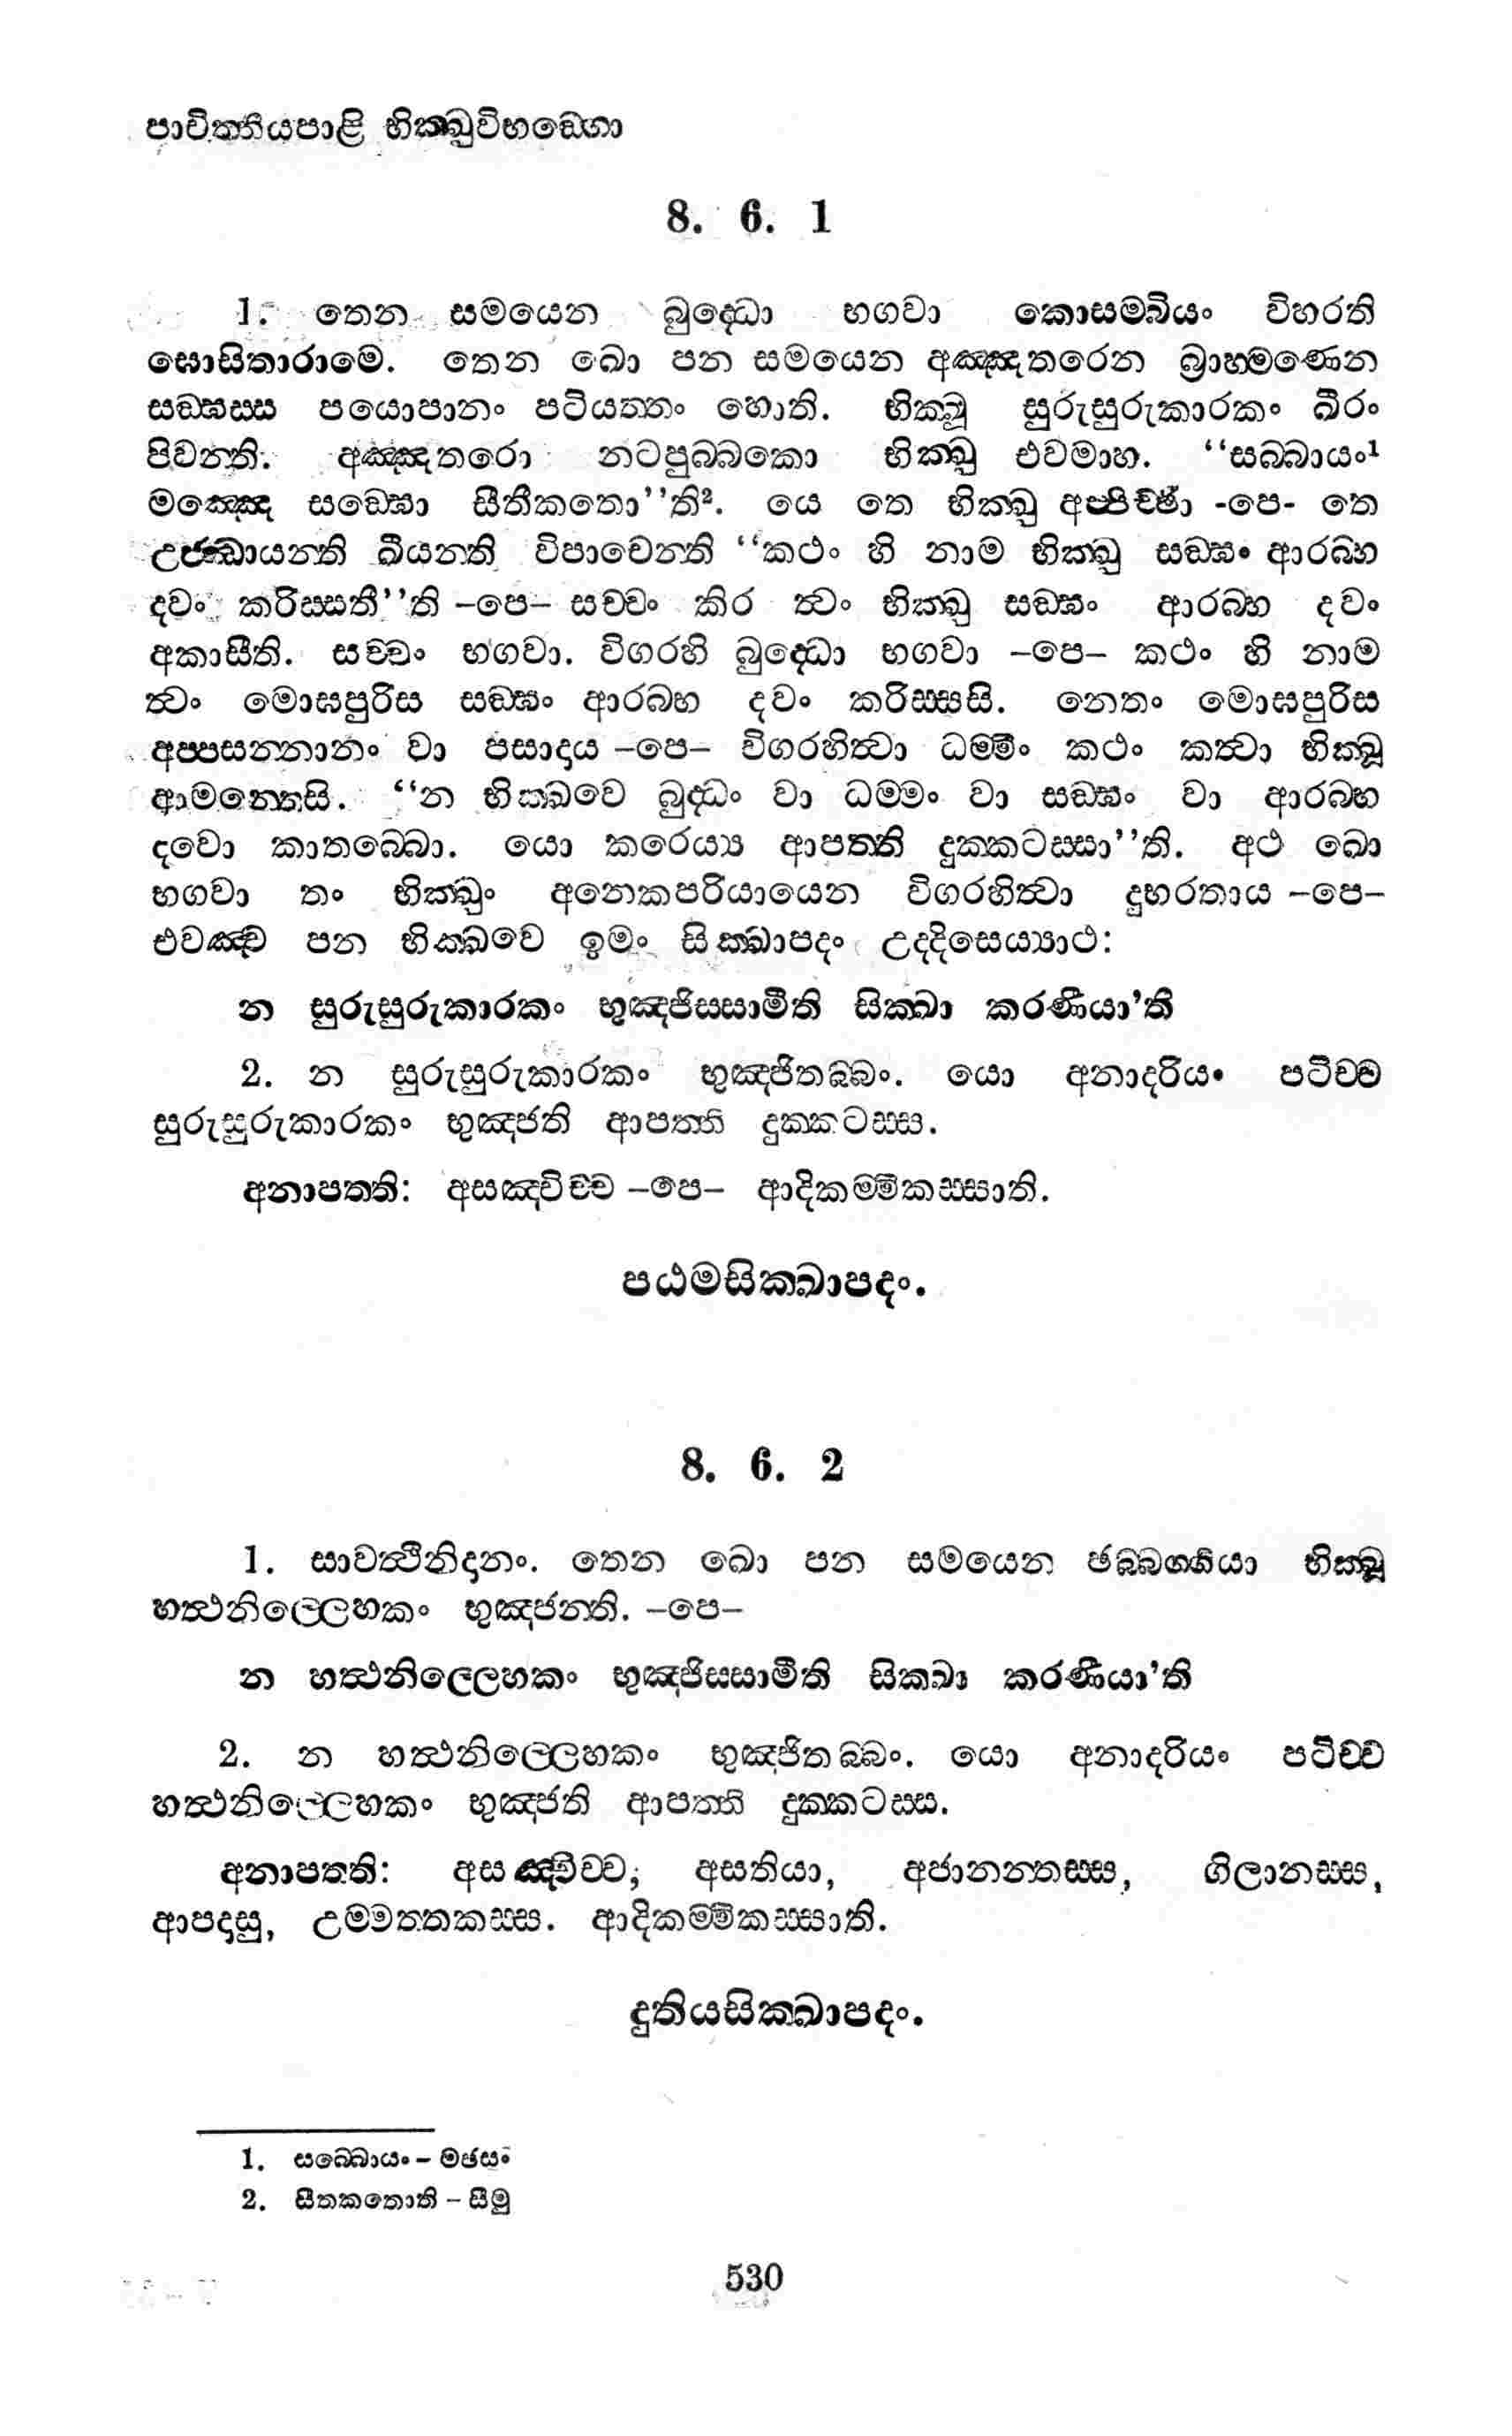 පාචිත්තියපාළි භික්ඛුවිභඞ්ගො
8. 6. 1
1. තෙන සමයෙන බුද්ධො භගවා කොසම්බියං විහරති
ඝොසිතාරාමෙ. තෙන ඛො පන සමයෙන අඤ්ඤතරෙන බ්‍රාහ්මණෙන
සඞ්ඝස්ස පයොපානං පටියත්තං හොති. භික්ඛූ සුරුසුරුකාරකං ඛීරං
පිවන්ති. අඤ්ඤතරො නටපුබ්බකො භික්ඛු එවමාහ. “සබ්බායං¹
මඤ්ඤෙ සඞ්ඝො සීතීකතො”ති². යෙ තෙ භික්ඛු අප්පිච්ඡා -පෙ- තෙ
උජ්ඣායන්ති ඛීයන්ති විපාචෙන්ති “කථං හි නාම භික්ඛු සඞ්ඝං ආරබ්භ
දවං කරිස්සතී”ති –පෙ– සච්චං කිර ත්වං භික්ඛු සඞ්ඝං ආරබ්භ දවං
අකාසීති. සච්චං භගවා. විගරහි බුද්ධො භගවා –පෙ– කථං හි නාම
ත්වං මොඝපුරිස සඞ්ඝං ආරබ්භ දවං කරිස්සසි. නෙතං මොඝපුරිස
අප්පසන්නානං වා පසාදාය –පෙ– විගරහිත්වා ධම්මිං කථං කත්වා භික්ඛූ
ආමන්තෙසි. “න භික්ඛවෙ බුද්ධං වා ධම්මං වා සඞ්ඝං වා ආරබ්භ
දවො කාතබ්බො. යො කරෙය්‍ය ආපත්ති දුක්කටස්සා”ති. අථ ඛො
භගවා තං භික්ඛුං අනෙකපරියායෙන විගරහිත්වා දුභරතාය –පෙ–
එවඤ්ච පන භික්ඛවෙ ඉමං සික්ඛාපදං උද්දිසෙය්‍යාථ:
න සුරුසුරුකාරකං භුඤ්ජිස්සාමීති සික්ඛා කරණීයා’ති
2. න සුරුසුරුකාරකං භුඤ්ජිතබ්බං. යො අනාදරියං පටිච්ච
සුරුසුරුකාරකං භුඤ්ජති ආපත්ති දුක්කටස්ස.
අනාපත්ති: අසඤ්චිච්ච –පෙ– ආදිකම්මිකස්සාති.
පඨමසික්ඛාපදං.
8. 6. 2
1. සාවත්ථිනිදානං. තෙන ඛො පන සමයෙන ඡබ්බග්ගියා භික්ඛූ
හත්ථනිල්ලෙහකං භුඤ්ජන්ති. –පෙ–
න හත්ථනිල්ලෙහකං භුඤ්ජිස්සාමීති සික්ඛා කරණීයා’ති
2. න හත්ථනිල්ලෙහකං භුඤ්ජිතබ්බං. යො අනාදරියං පටිච්ච
හත්ථනිල්ලෙහකං භුඤ්ජති ආපත්ති දුක්කටස්ස.
අනාපත්ති: අසඤ්චිච්ච, අසතියා, අජානන්තස්ස, ගිලානස්ස,
ආපදාසු, උම්මත්තකස්ස. ආදිකම්මිකස්සාති.
දුතියසික්ඛාපදං.
1. සබ්බොයං – මඡසං
2. සීතකතොති – සීමු
530